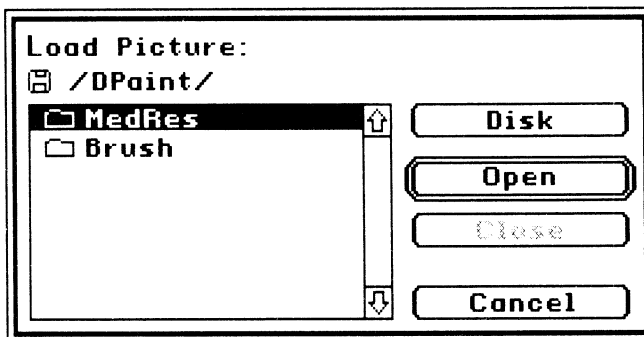 Load Picture:
/DPaint/
MedRes
Brush
Disk
Open
Close
Cancel